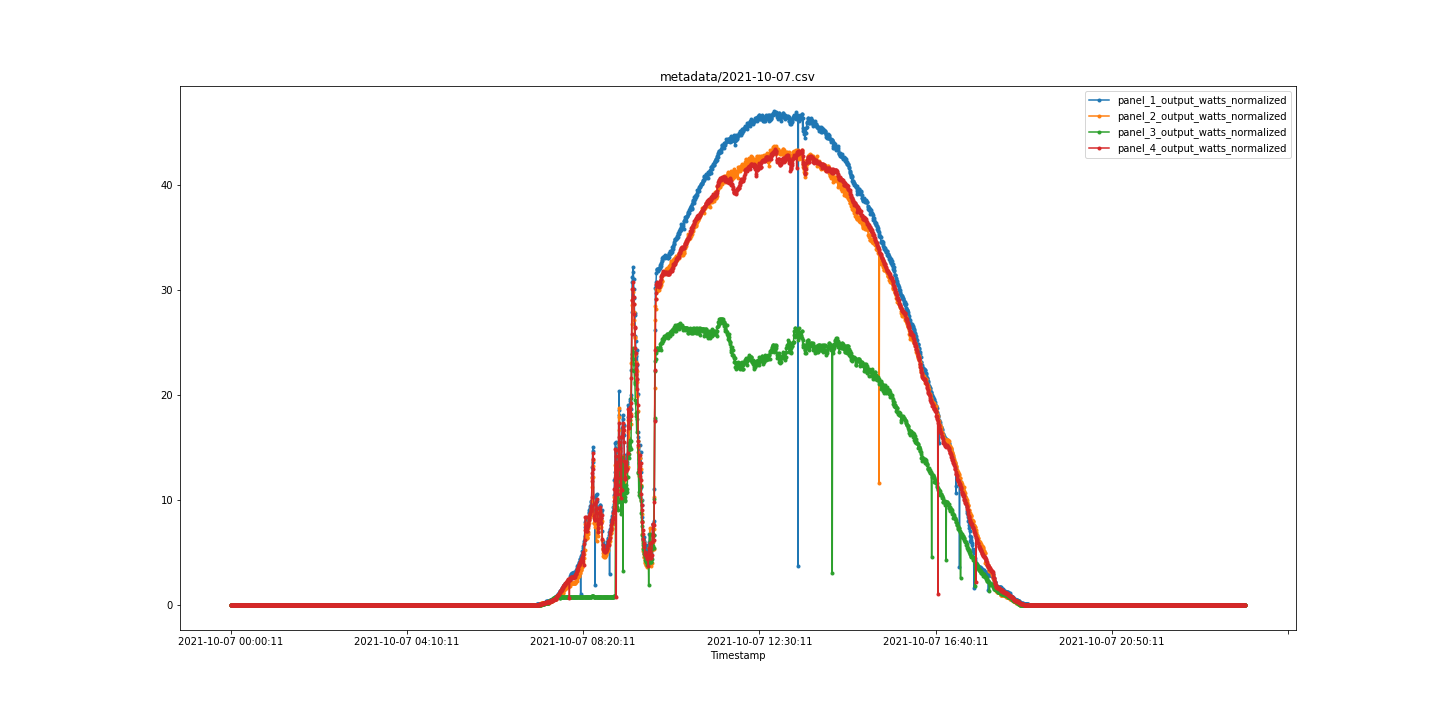 metadata/2021-10-07.csv
panel_1_output_watts_normalized
panel_2_output_watts_normalized
panel_3_output_watts_normalized
panel_4_output_watts_normalized
40
30
20
10
0
2021-10-07 00:00:11 2021-10-07 04:10:11 2021-10-07 08:20:11 2021-10-07 12:30:11 2021-10-07 16:40:11 2021-10-07 20:50:11
Timestamp